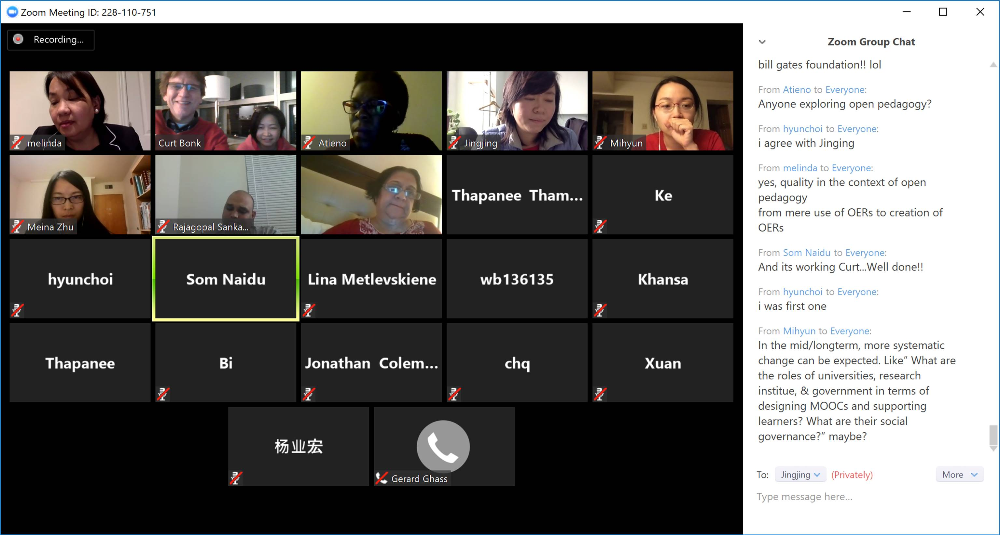 Zoom Meeting ID: 228-110-751
Recording...
melinda
Curt Bonk
Atieno
Jingjing
Mihyun
Meina Zhu
Rajagopal Sanka...
Thapanee Tham...
Ke
hyunchoi
Som Naidu
Lina Metlevskiene
wb136135
Khansa
Thapanee
Bi
Jonathan Colem...
chq
Xuan
杨业宏
Gerard Ghass
Zoom Group Chat
bill gates foundation!! lol
From Atieno to Everyone:
Anyone exploring open pedagogy?
From hyunchoi to Everyone:
i agree with Jinging
From melinda to Everyone:
yes, quality in the context of open
pedagogy
from mere use of OERs to creation of
OERs
From Som Naidu to Everyone:
And its working Curt...Well done!!
From hyunchoi to Everyone:
i was first one
From Mihyun to Everyone:
In the mid/longterm, more systematic
change can be expected. Like” What are
the roles of universities, research
institue, & government in terms of
designing MOOCs and supporting
learners? What are their social
governance?” maybe?
To: Jingjing (Privately) More
Type message here...